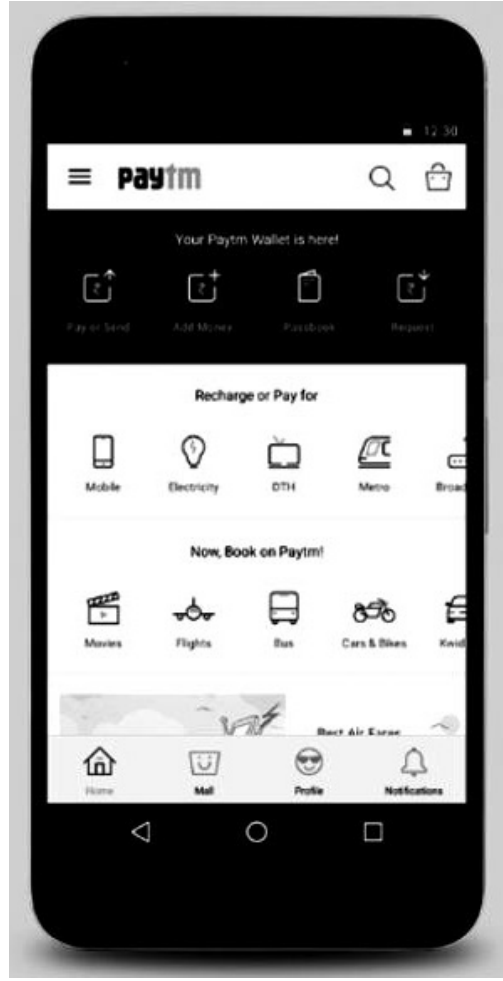 12:30
paytm
Your Paytm Wallet is here!
₹ ₹ ₹
Pay or Send Add Money Passbook Request
Recharge or Pay for
Mobile Electricity DTH Metro Broad
Now, Book on Paytm!
Movies Flights Bus Cars & Bikes Kwid
Best Air Fares
Home Mall Profile Notifications